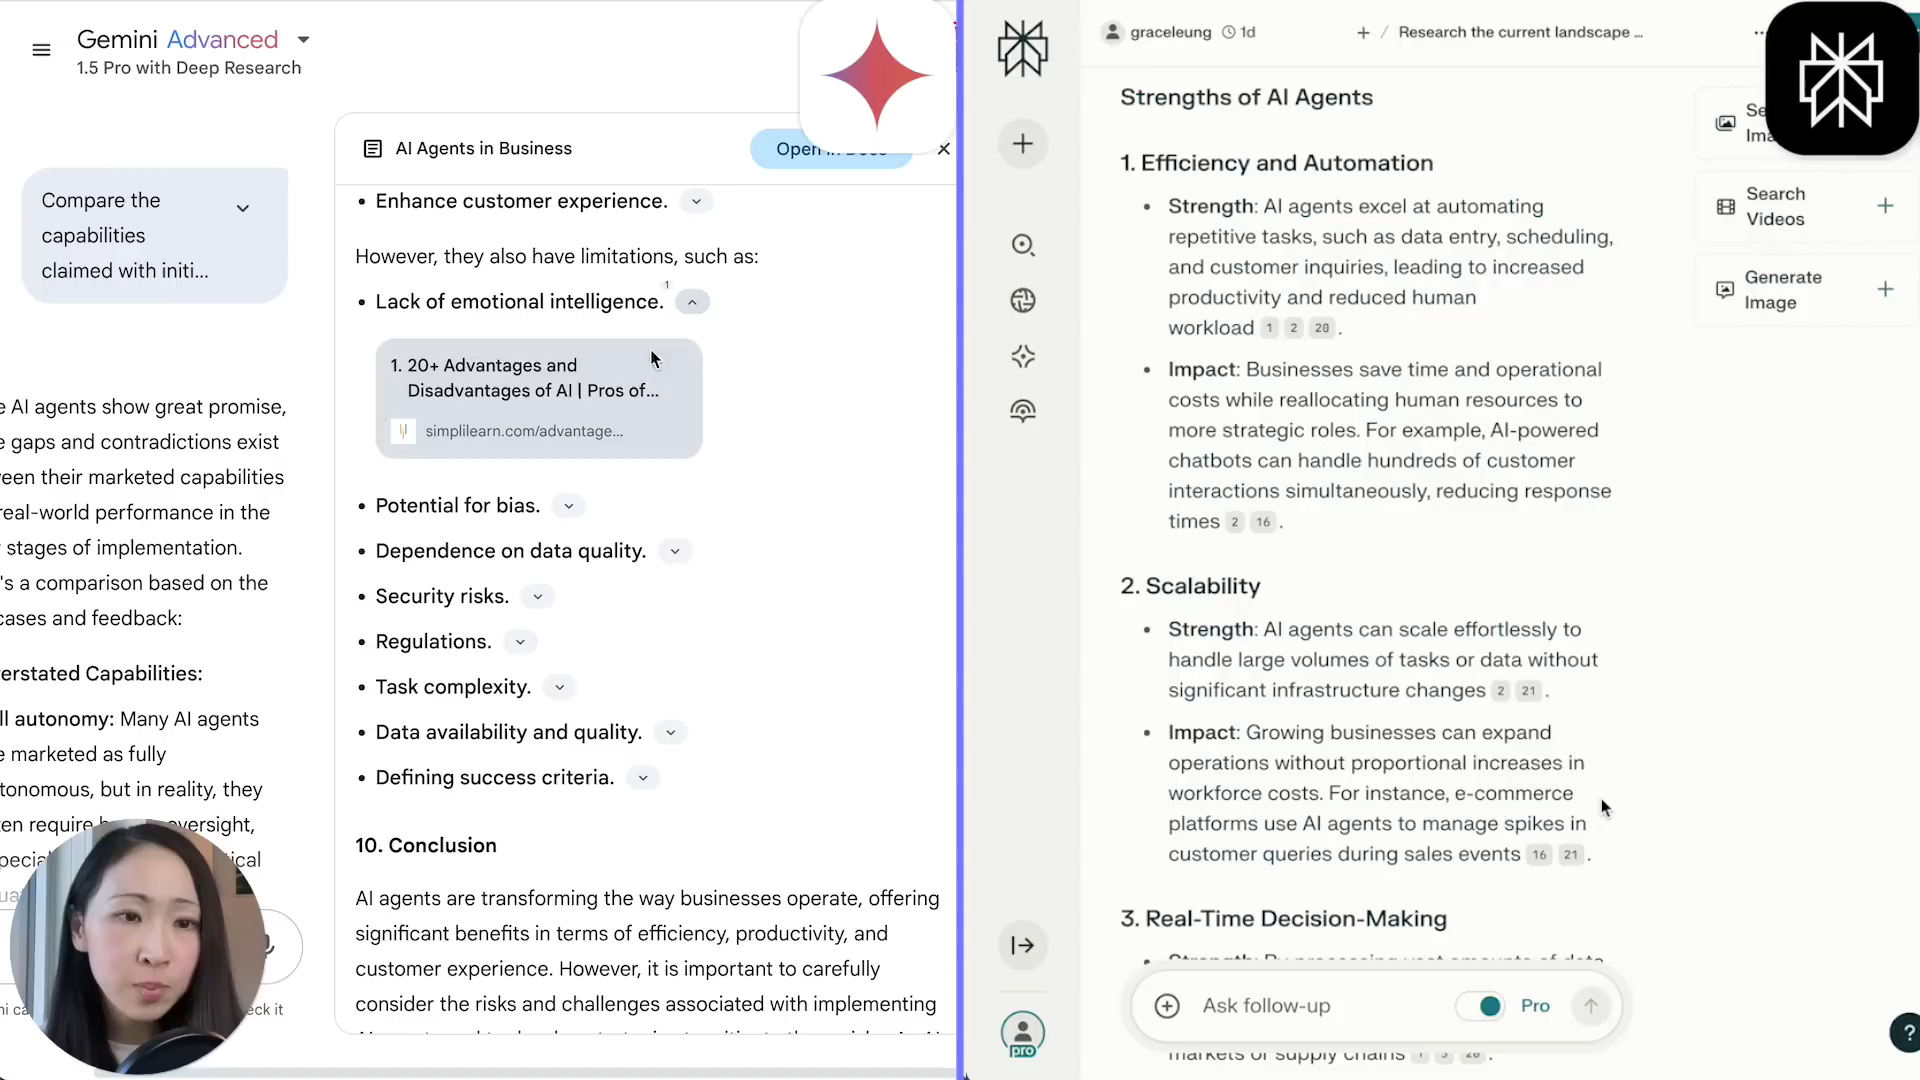 Gemini Advanced
1.5 Pro with Deep Research
Compare the
capabilities
claimed with initi...
AI agents show great promise,
gaps and contradictions exist
their marketed capabilities
real-world performance in the
stages of implementation.
's a comparison based on the
cases and feedback:
Capabilities:
autonomy: Many AI agents
marketed as fully
but in reality, they
require oversight,
AI Agents in Business
Open in Docs
• Enhance customer experience.
However, they also have limitations, such as:
• Lack of emotional intelligence. 1
1. 20+ Advantages and
Disadvantages of AI | Pros of...
simplilearn.com/advantage...
• Potential for bias.
• Dependence on data quality.
• Security risks.
• Regulations.
• Task complexity.
• Data availability and quality.
• Defining success criteria.
10. Conclusion
AI agents are transforming the way businesses operate, offering
significant benefits in terms of efficiency, productivity, and
customer experience. However, it is important to carefully
consider the risks and challenges associated with implementing
graceleung 1d
+ / Research the current landscape ...
Strengths of AI Agents
1. Efficiency and Automation
• Strength: AI agents excel at automating
repetitive tasks, such as data entry, scheduling,
and customer inquiries, leading to increased
productivity and reduced human
workload 1 2 20 .
• Impact: Businesses save time and operational
costs while reallocating human resources to
more strategic roles. For example, AI-powered
chatbots can handle hundreds of customer
interactions simultaneously, reducing response
times 2 16 .
2. Scalability
• Strength: AI agents can scale effortlessly to
handle large volumes of tasks or data without
significant infrastructure changes 2 21 .
• Impact: Growing businesses can expand
operations without proportional increases in
workforce costs. For instance, e-commerce
platforms use AI agents to manage spikes in
customer queries during sales events 16 21 .
3. Real-Time Decision-Making
Ask follow-up
Pro
markets or supply chains
Search
Videos
Generate
Image
pro
?